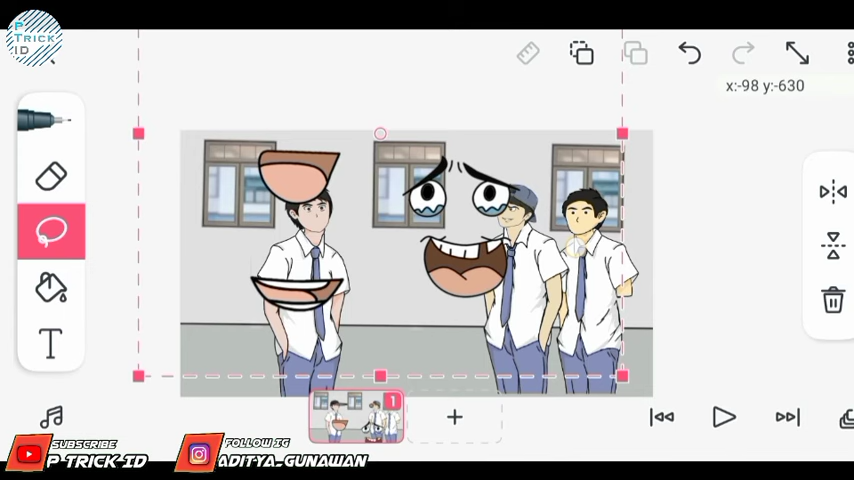 P
TRICK
ID
x:-98 y:-630
T
1
+
SUBSCRIBE
P TRICK ID
FOLLOW IG
ADITYA_GUNAWAN